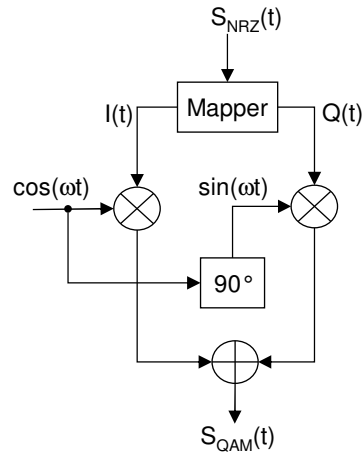 S_NRZ(t)
I(t)
Mapper
Q(t)
cos(ωt)
sin(ωt)
90°
S_QAM(t)